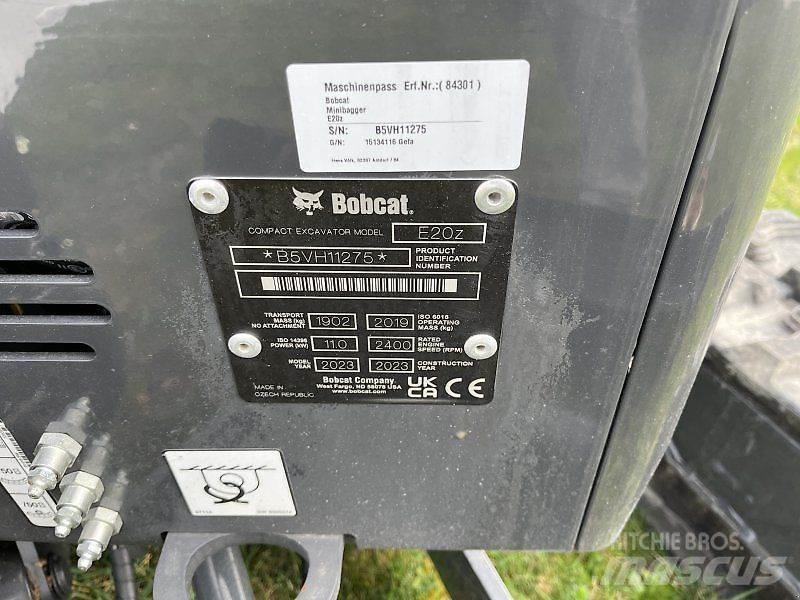 Maschinenpass Erf.Nr.:( 84301 )
Bobcat
Minibagger
E20z
S/N: B5VH11275
G/N: 15134116 Gefa
Bobcat
COMPACT EXCAVATOR MODEL E20z
*B5VH11275* PRODUCT IDENTIFICATION NUMBER
TRANSPORT MASS (kg) NO ATTACHMENT 1902 2019 ISO 6016 OPERATING MASS (kg)
ISO 14396 POWER (kW) 11.0 2400 RATED ENGINE SPEED (RPM)
MODEL YEAR 2023 2023 CONSTRUCTION YEAR
MADE IN CZECH REPUBLIC
Bobcat Company
West Fargo, ND 58078 USA
www.bobcat.com
UK CA CE
RITCHIE BROS.
mascus